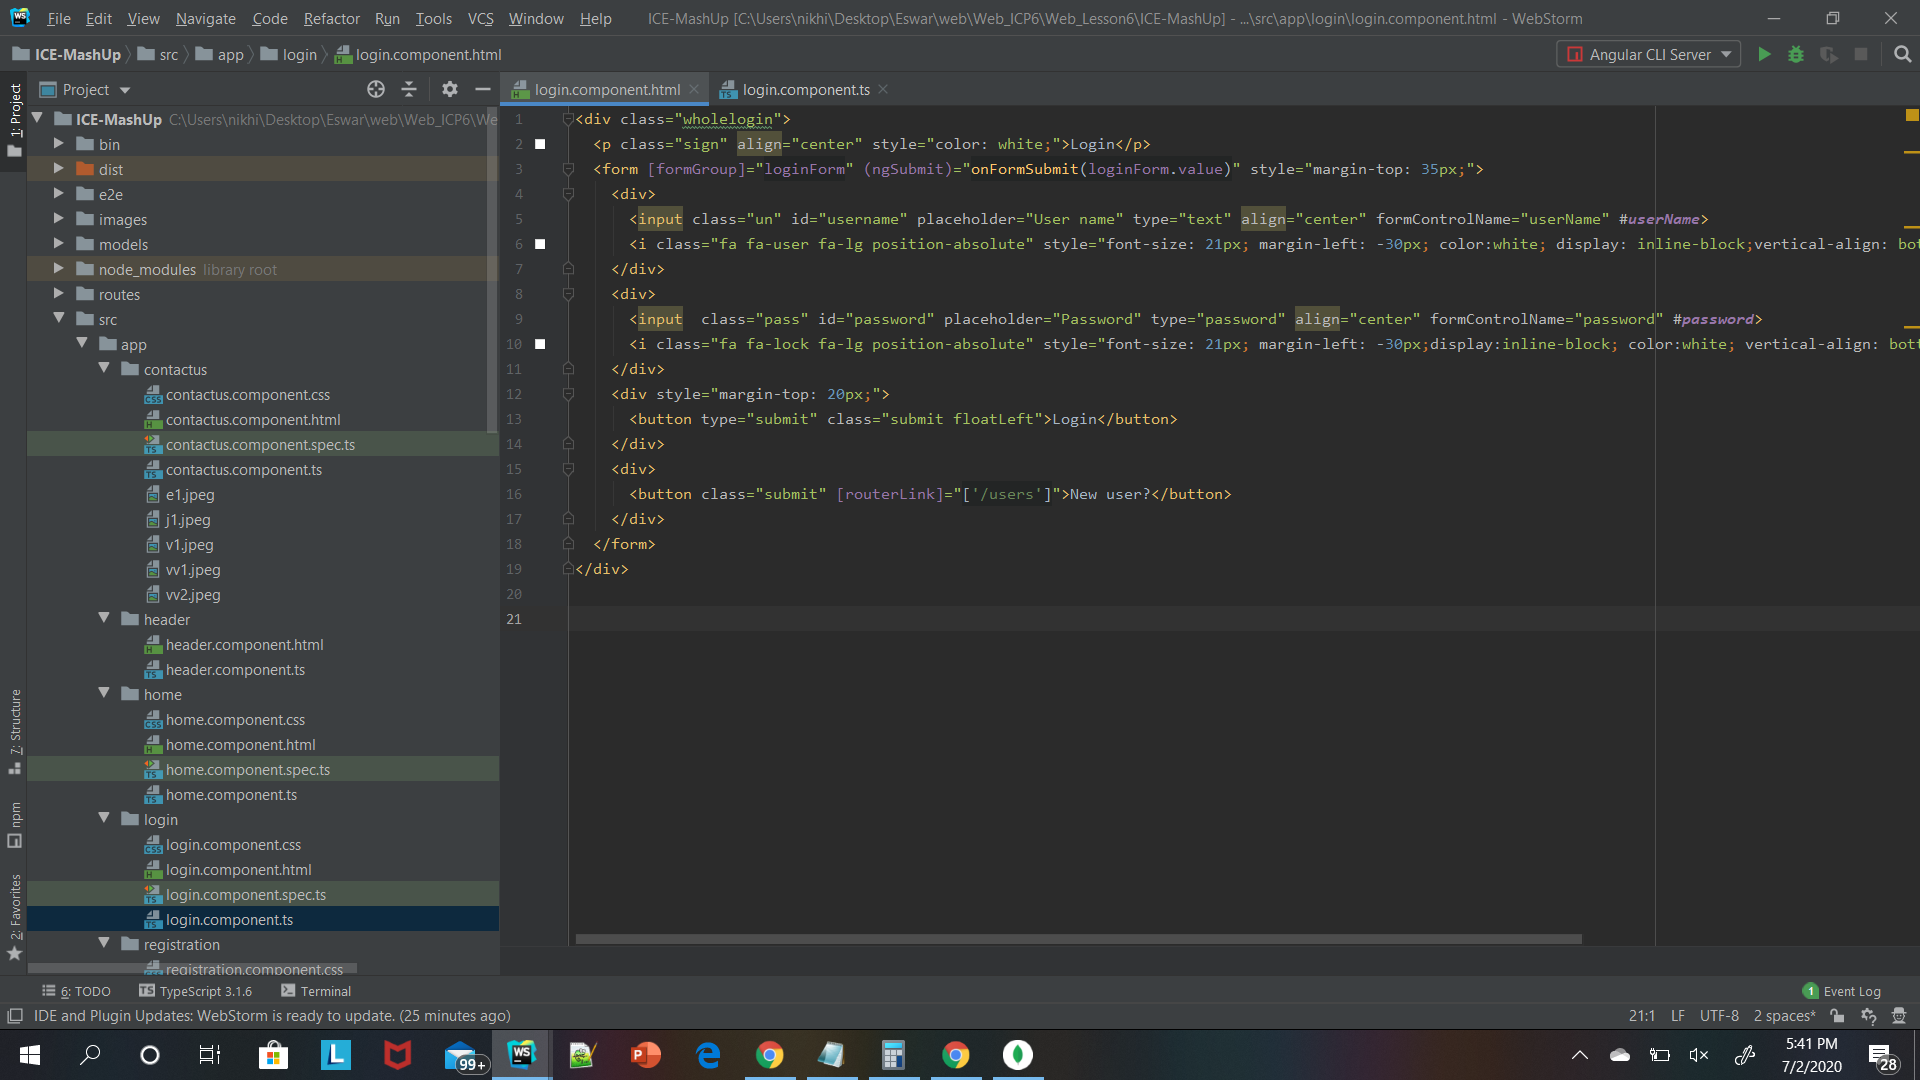 File Edit View Navigate Code Refactor Run Tools VCS Window Help ICE-MashUp [C:\Users\nikhi\Desktop\Eswar\web\Web_ICP6\Web_Lesson6\ICE-MashUp] - ...\src\app\login\login.component.html - WebStorm
ICE-MashUp src app login login.component.html Angular CLI Server
1: Project
Project
login.component.html login.component.ts
ICE-MashUp C:\Users\nikhi\Desktop\Eswar\web\Web_ICP6\We
bin
dist
e2e
images
models
node_modules library root
routes
src
app
contactus
contactus.component.css
contactus.component.html
contactus.component.spec.ts
contactus.component.ts
e1.jpeg
j1.jpeg
v1.jpeg
vv1.jpeg
vv2.jpeg
header
header.component.html
header.component.ts
home
home.component.css
home.component.html
home.component.spec.ts
home.component.ts
login
login.component.css
login.component.html
login.component.spec.ts
login.component.ts
registration
registration.component.css
7: Structure
npm
2: Favorites
1 <div class="wholelogin">
2 <p class="sign" align="center" style="color: white;">Login</p>
3 <form [formGroup]="loginForm" (ngSubmit)="onFormSubmit(loginForm.value)" style="margin-top: 35px;">
4 <div>
5 <input class="un" id="username" placeholder="User name" type="text" align="center" formControlName="userName" #userName>
6 <i class="fa fa-user fa-lg position-absolute" style="font-size: 21px; margin-left: -30px; color:white; display: inline-block;vertical-align: bot
7 </div>
8 <div>
9 <input  class="pass" id="password" placeholder="Password" type="password" align="center" formControlName="password" #password>
10 <i class="fa fa-lock fa-lg position-absolute" style="font-size: 21px; margin-left: -30px;display:inline-block; color:white; vertical-align: bott
11 </div>
12 <div style="margin-top: 20px;">
13 <button type="submit" class="submit floatLeft">Login</button>
14 </div>
15 <div>
16 <button class="submit" [routerLink]="['/users']">New user?</button>
17 </div>
18 </form>
19 </div>
20
21
6: TODO TypeScript 3.1.6 Terminal 1 Event Log
IDE and Plugin Updates: WebStorm is ready to update. (25 minutes ago) 21:1 LF UTF-8 2 spaces*
99+ 5:41 PM
7/2/2020 28